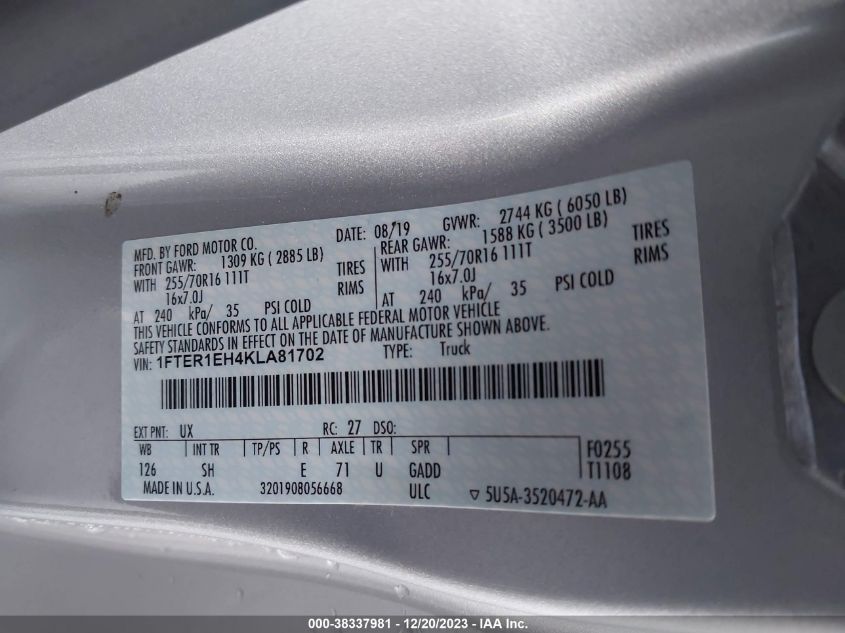 MFD. BY FORD MOTOR CO. DATE: 08/19 GVWR: 2744 KG ( 6050 LB)
FRONT GAWR: 1309 KG ( 2885 LB) REAR GAWR: 1588 KG ( 3500 LB)
WITH 255/70R16 111T TIRES WITH 255/70R16 111T TIRES
16x7.0J RIMS 16x7.0J RIMS
AT 240 kPa/ 35 PSI COLD AT 240 kPa/ 35 PSI COLD
THIS VEHICLE CONFORMS TO ALL APPLICABLE FEDERAL MOTOR VEHICLE
SAFETY STANDARDS IN EFFECT ON THE DATE OF MANUFACTURE SHOWN ABOVE.
VIN: 1FTER1EH4KLA81702 TYPE: Truck
EXT PNT: UX RC: 27 DSO:
WB INT TR TP/PS R AXLE TR SPR F0255
126 SH E 71 U GADD T1108
MADE IN U.S.A. 3201908056668 ULC ▽ 5U5A-3520472-AA
000-38337981 - 12/20/2023 - IAA Inc.